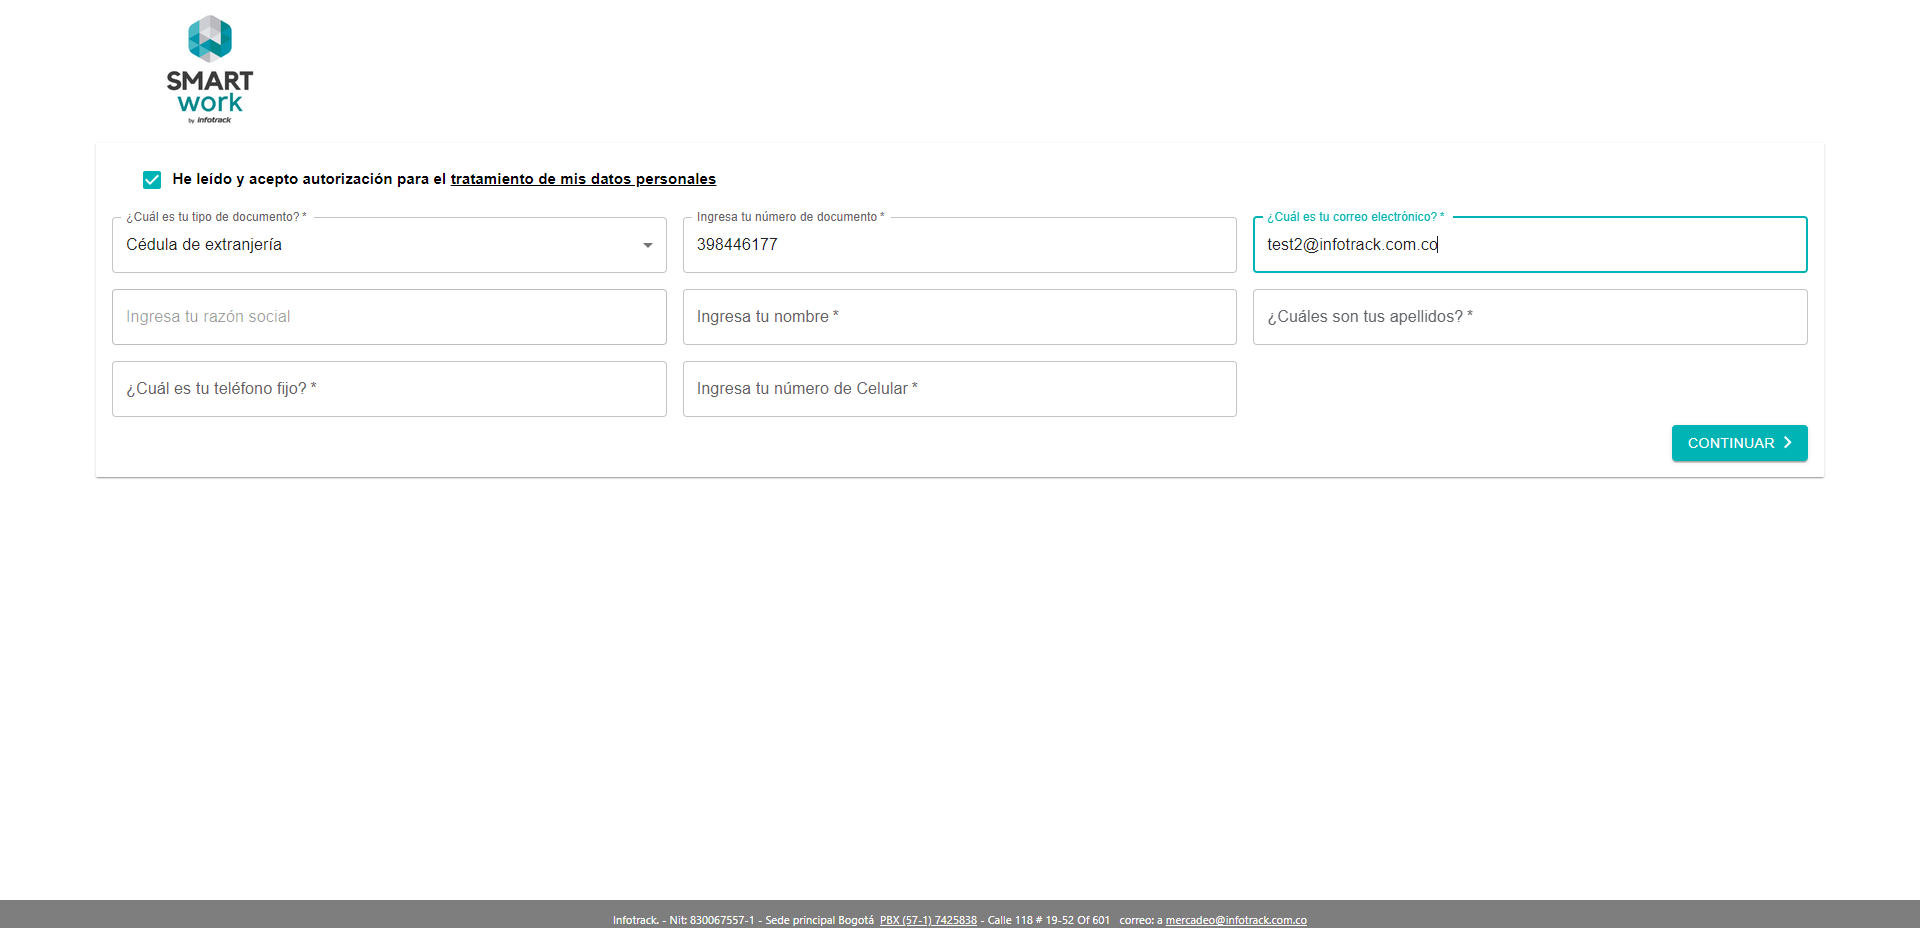 SMART
work
by infotrack
He leído y acepto autorización para el tratamiento de mis datos personales
¿Cuál es tu tipo de documento? *
Cédula de extranjería
Ingresa tu número de documento *
398446177
¿Cuál es tu correo electrónico? *
test2@infotrack.com.co
Ingresa tu razón social
Ingresa tu nombre *
¿Cuáles son tus apellidos? *
¿Cuál es tu teléfono fijo? *
Ingresa tu número de Celular *
CONTINUAR
Infotrack. - Nit: 830067557-1 - Sede principal Bogotá PBX (57-1) 7425838 - Calle 118 # 19-52 Of 601 correo: a mercadeo@infotrack.com.co